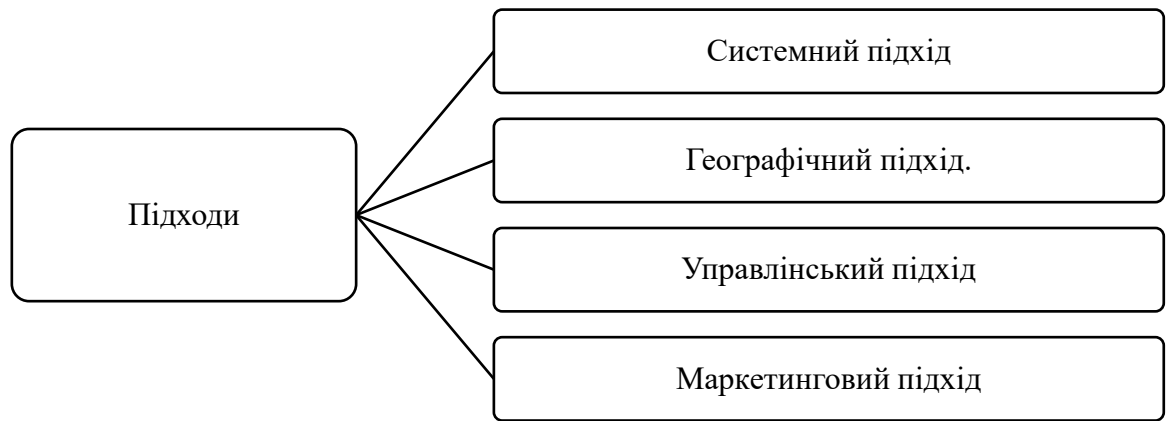 Підходи
Системний підхід
Географічний підхід.
Управлінський підхід
Маркетинговий підхід